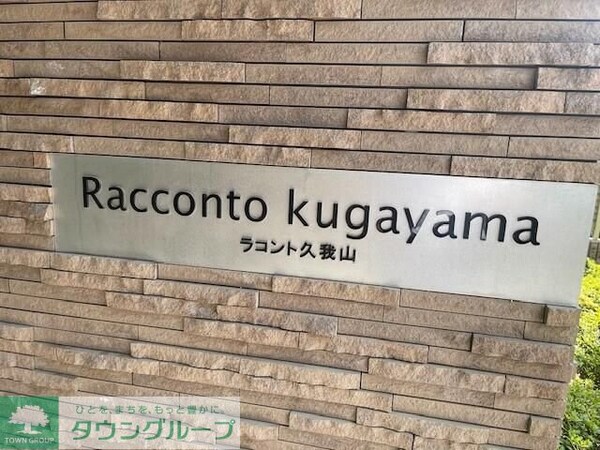 Racconto kugayama
ラコント久我山
ひとを、まちを、もっと豊かに。
タウングループ
TOWN GROUP